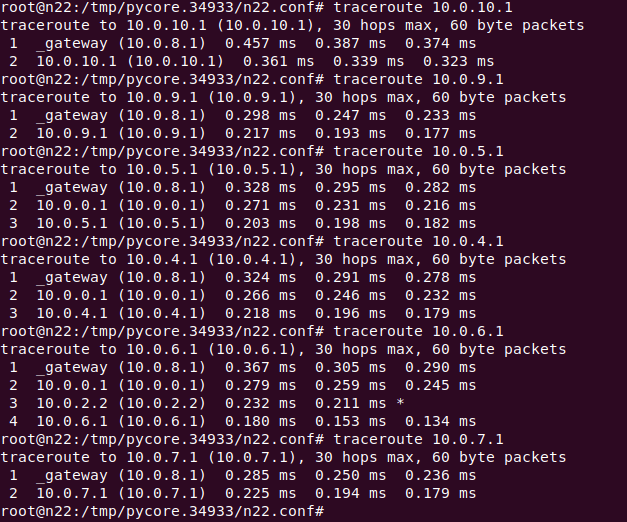 root@n22:/tmp/pycore.34933/n22.conf# traceroute 10.0.10.1
traceroute to 10.0.10.1 (10.0.10.1), 30 hops max, 60 byte packets
 1  _gateway (10.0.8.1)  0.457 ms  0.387 ms  0.374 ms
 2  10.0.10.1 (10.0.10.1)  0.361 ms  0.339 ms  0.323 ms
root@n22:/tmp/pycore.34933/n22.conf# traceroute 10.0.9.1
traceroute to 10.0.9.1 (10.0.9.1), 30 hops max, 60 byte packets
 1  _gateway (10.0.8.1)  0.298 ms  0.247 ms  0.233 ms
 2  10.0.9.1 (10.0.9.1)  0.217 ms  0.193 ms  0.177 ms
root@n22:/tmp/pycore.34933/n22.conf# traceroute 10.0.5.1
traceroute to 10.0.5.1 (10.0.5.1), 30 hops max, 60 byte packets
 1  _gateway (10.0.8.1)  0.328 ms  0.295 ms  0.282 ms
 2  10.0.0.1 (10.0.0.1)  0.271 ms  0.231 ms  0.216 ms
 3  10.0.5.1 (10.0.5.1)  0.203 ms  0.198 ms  0.182 ms
root@n22:/tmp/pycore.34933/n22.conf# traceroute 10.0.4.1
traceroute to 10.0.4.1 (10.0.4.1), 30 hops max, 60 byte packets
 1  _gateway (10.0.8.1)  0.324 ms  0.291 ms  0.278 ms
 2  10.0.0.1 (10.0.0.1)  0.266 ms  0.246 ms  0.232 ms
 3  10.0.4.1 (10.0.4.1)  0.218 ms  0.196 ms  0.179 ms
root@n22:/tmp/pycore.34933/n22.conf# traceroute 10.0.6.1
traceroute to 10.0.6.1 (10.0.6.1), 30 hops max, 60 byte packets
 1  _gateway (10.0.8.1)  0.367 ms  0.305 ms  0.290 ms
 2  10.0.0.1 (10.0.0.1)  0.279 ms  0.259 ms  0.245 ms
 3  10.0.2.2 (10.0.2.2)  0.232 ms  0.211 ms *
 4  10.0.6.1 (10.0.6.1)  0.180 ms  0.153 ms  0.134 ms
root@n22:/tmp/pycore.34933/n22.conf# traceroute 10.0.7.1
traceroute to 10.0.7.1 (10.0.7.1), 30 hops max, 60 byte packets
 1  _gateway (10.0.8.1)  0.285 ms  0.250 ms  0.236 ms
 2  10.0.7.1 (10.0.7.1)  0.225 ms  0.194 ms  0.179 ms
root@n22:/tmp/pycore.34933/n22.conf#